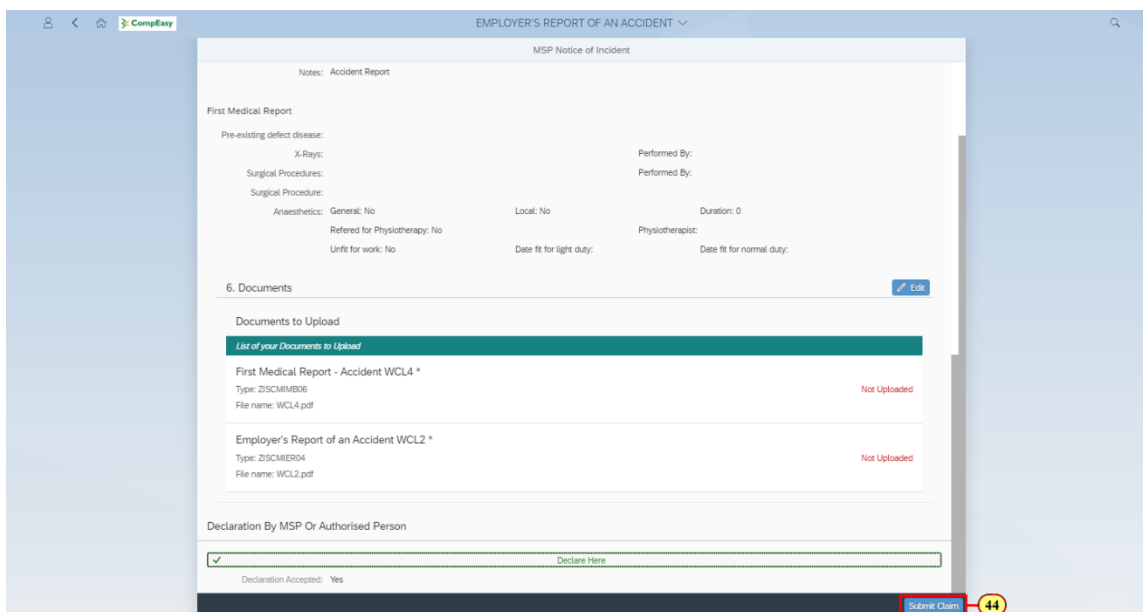 CompEasy
EMPLOYER'S REPORT OF AN ACCIDENT
MSP Notice of Incident
Notes: Accident Report
First Medical Report
Pre-existing defect disease:
X-Rays: Performed By:
Surgical Procedures: Performed By:
Surgical Procedure:
Anaesthetics: General: No Local: No Duration: 0
Refered for Physiotherapy: No Physiotherapist:
Unfit for work: No Date fit for light duty: Date fit for normal duty:
6. Documents Edit
Documents to Upload
List of your Documents to Upload
First Medical Report - Accident WCL4 *
Type: ZISCMIMB06 Not Uploaded
File name: WCL4.pdf
Employer's Report of an Accident WCL2 *
Type: ZISCMIER04 Not Uploaded
File name: WCL2.pdf
Declaration By MSP Or Authorised Person
Declare Here
Declaration Accepted: Yes
Submit Claim 44